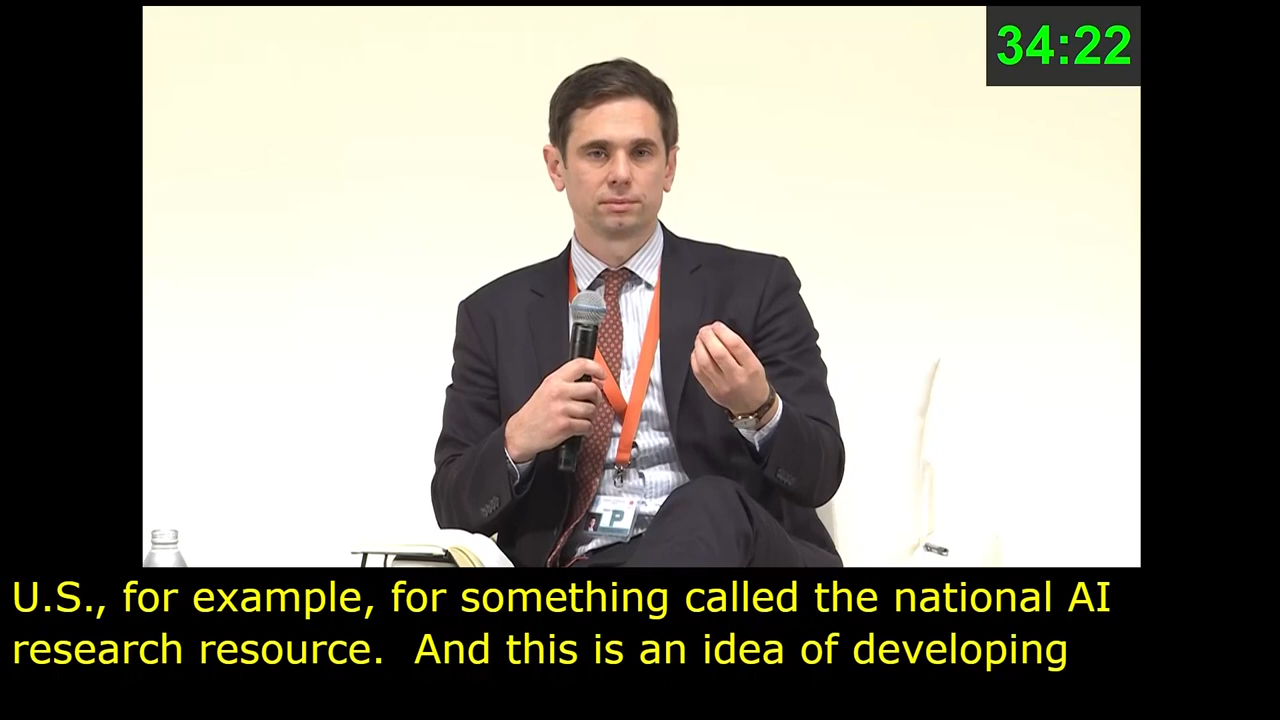 34:22
TP
U.S., for example, for something called the national AI
research resource.  And this is an idea of developing